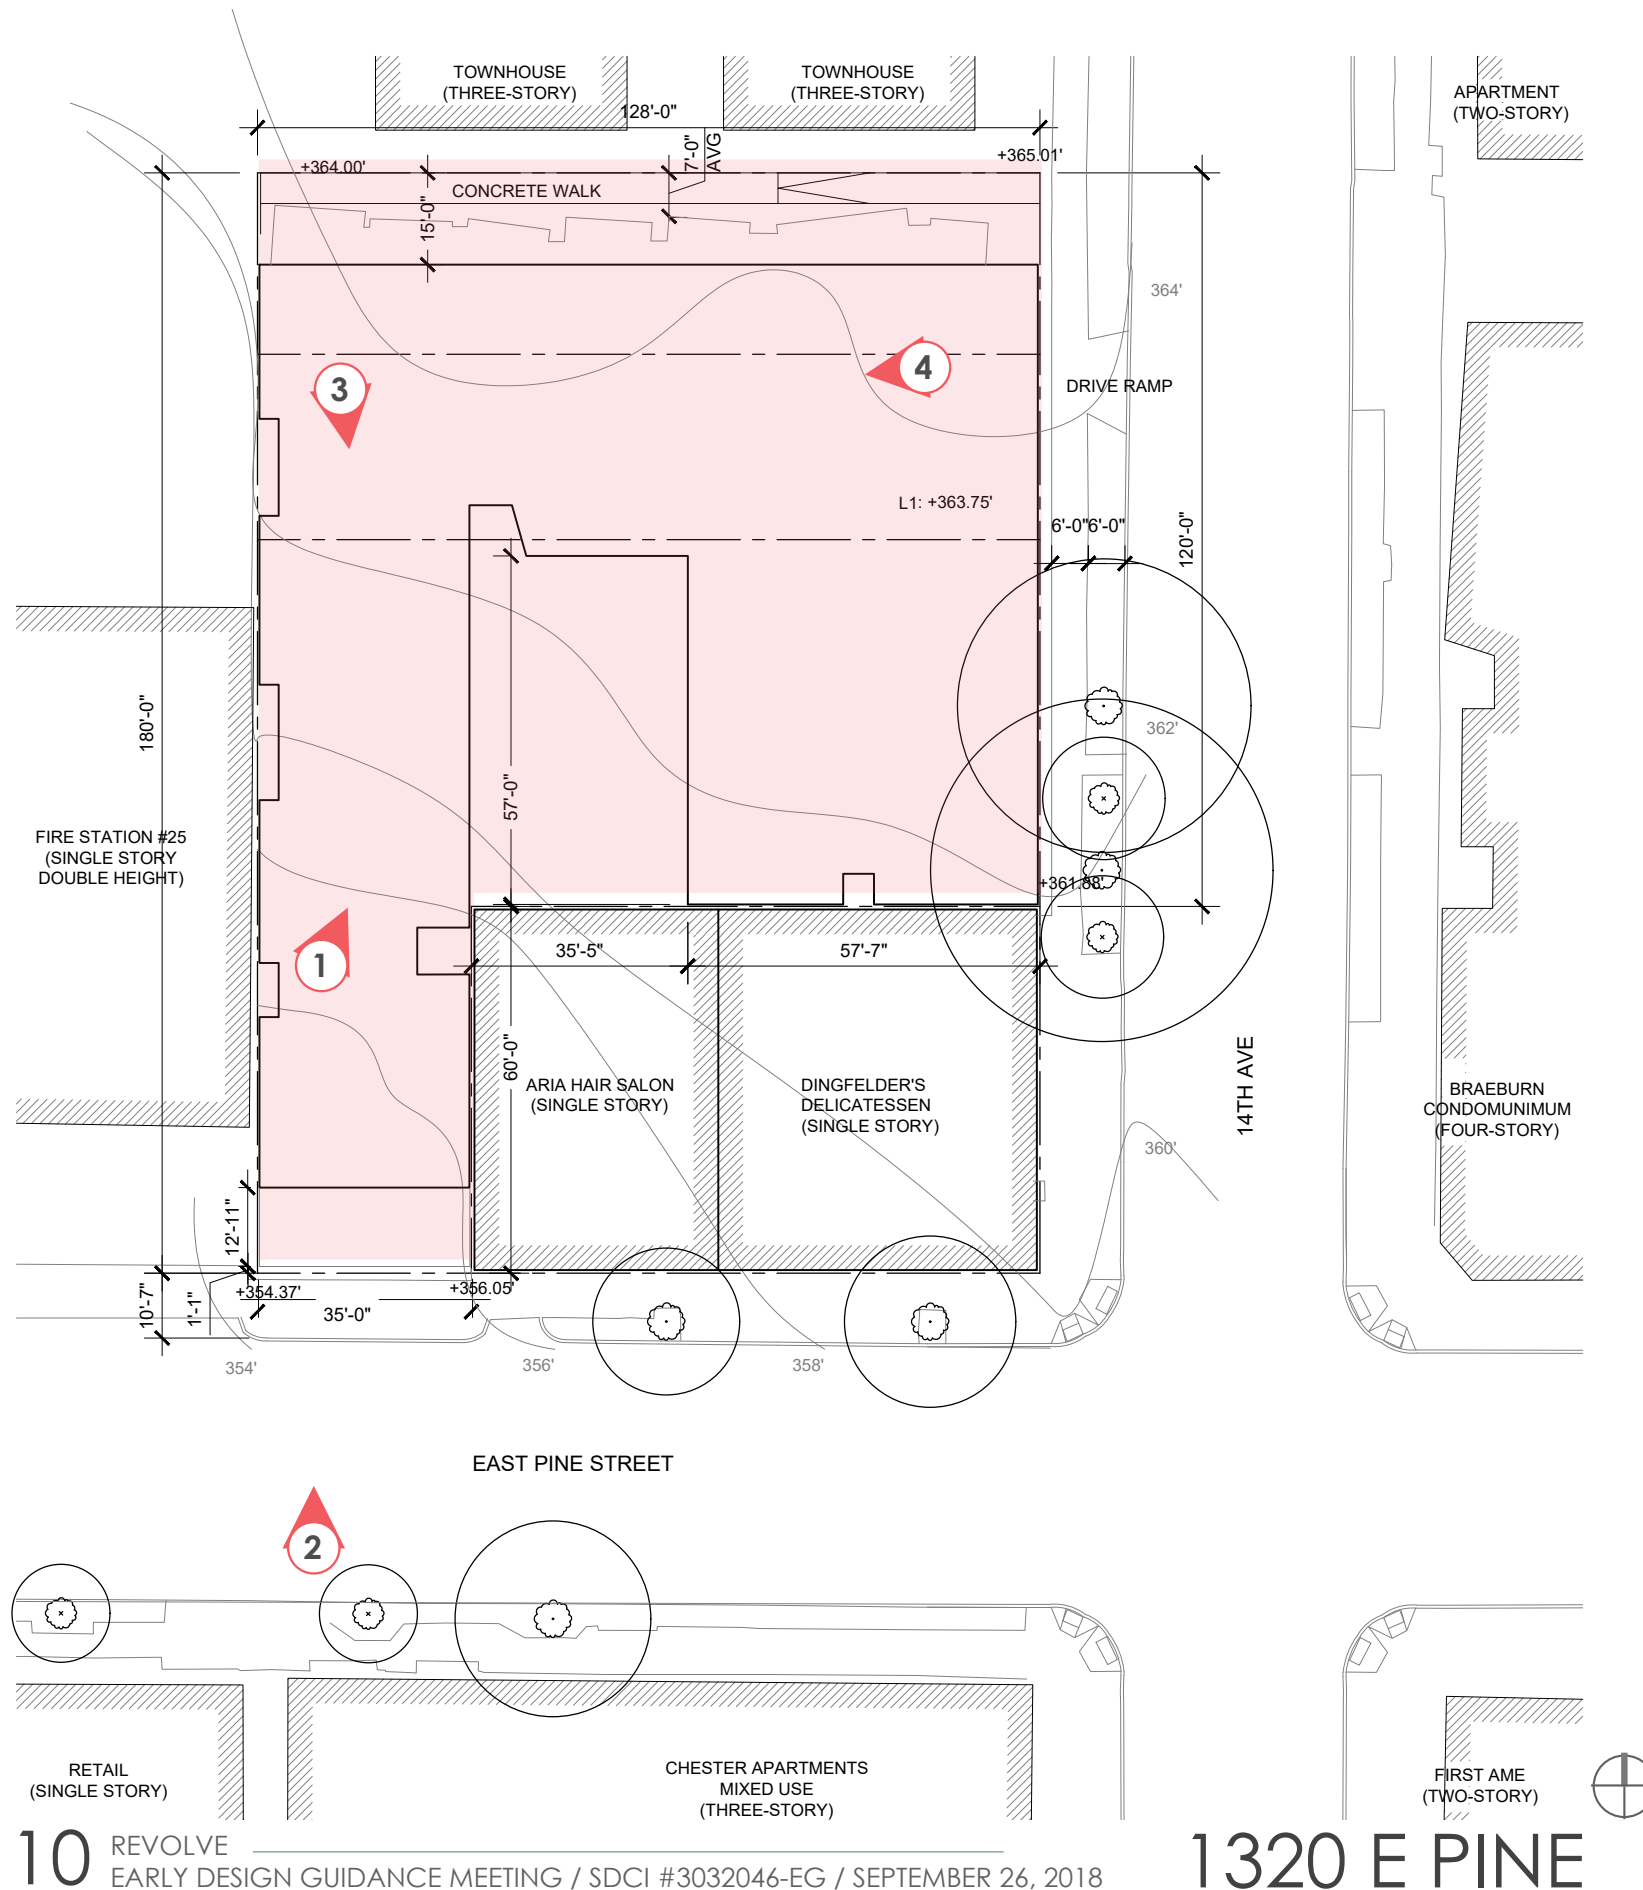 TOWNHOUSE
(THREE-STORY)
TOWNHOUSE
(THREE-STORY)
APARTMENT
(TWO-STORY)
128'-0"
7'-0"
AVG
+364.00'
+365.01'
CONCRETE WALK
15'-0"
364'
3
4
DRIVE RAMP
L1: +363.75'
6'-0"
6'-0"
120'-0"
180'-0"
362'
57'-0"
FIRE STATION #25
(SINGLE STORY
DOUBLE HEIGHT)
+361.88'
1
35'-5"
57'-7"
60'-0"
ARIA HAIR SALON
(SINGLE STORY)
DINGFELDER'S
DELICATESSEN
(SINGLE STORY)
14TH AVE
BRAEBURN
CONDOMUNIMUM
(FOUR-STORY)
360'
12'-11"
10'-7"
1'-1"
+354.37'
+356.05'
35'-0"
354'
356'
358'
EAST PINE STREET
2
RETAIL
(SINGLE STORY)
CHESTER APARTMENTS
MIXED USE
(THREE-STORY)
FIRST AME
(TWO-STORY)
10
REVOLVE
EARLY DESIGN GUIDANCE MEETING / SDCI #3032046-EG / SEPTEMBER 26, 2018
1320 E PINE